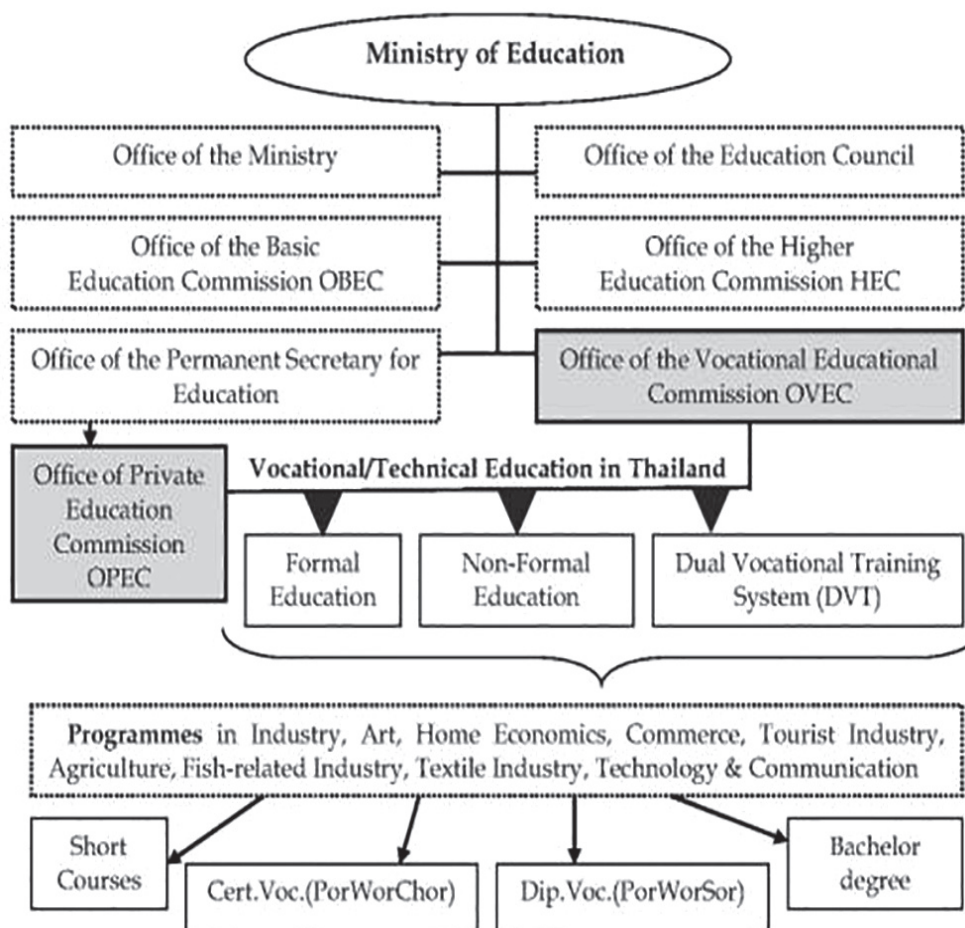 Ministry of Education
Office of the Ministry
Office of the Education Council
Office of the Basic
Education Commission OBEC
Office of the Higher
Education Commission HEC
Office of the Permanent Secretary for
Education
Office of the Vocational Educational
Commission OVEC
Office of Private
Education
Commission
OPEC
Vocational/Technical Education in Thailand
Formal
Education
Non-Formal
Education
Dual Vocational Training
System (DVT)
Programmes in Industry, Art, Home Economics, Commerce, Tourist Industry,
Agriculture, Fish-related Industry, Textile Industry, Technology & Communication
Short
Courses
Cert.Voc.(PorWorChor)
Dip.Voc.(PorWorSor)
Bachelor
degree